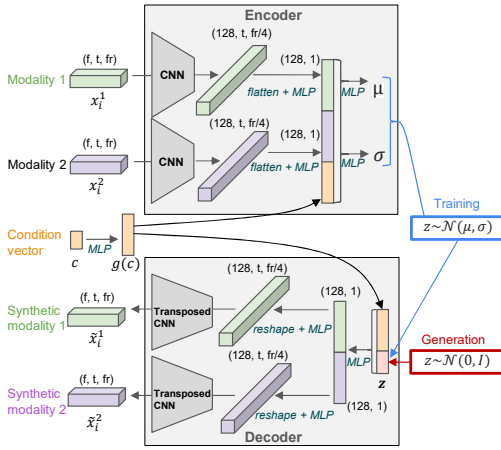 Encoder
(f, t, fr)
(128, t, fr/4)
(128, 1)
Modality 1
CNN
MLP
μ
x_i^1
flatten + MLP
(f, t, fr)
(128, t, fr/4)
(128, 1)
Modality 2
CNN
MLP
σ
x_i^2
flatten + MLP
Training
z~𝒩(μ, σ)
Condition
vector
c
MLP
g(c)
(f, t, fr)
(128, t, fr/4)
(128, 1)
Synthetic
modality 1
Transposed
CNN
reshape + MLP
x̃_i^1
Generation
z~𝒩(0, I)
(f, t, fr)
(128, t, fr/4)
MLP
z
Synthetic
modality 2
Transposed
CNN
(128, 1)
x̃_i^2
reshape + MLP
Decoder